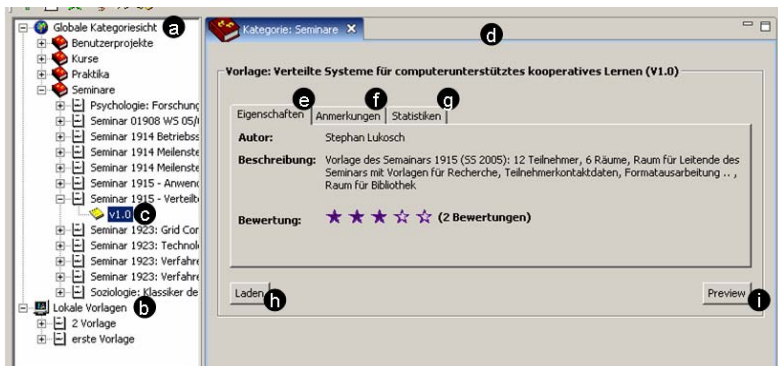 Globale Kategoriesicht a
Benutzerprojekte
Kurse
Praktika
Seminare
Psychologie: Forschung
Seminar 01908 WS 05/
Seminar 1914 Betriebss
Seminar 1914 Meilenste
Seminar 1914 Meilenste
Seminar 1915 - Anwend
Seminar 1915 - Verteilte
v1.0 c
Seminar 1923: Grid Cor
Seminar 1923: Technol
Seminar 1923: Verfahre
Seminar 1923: Verfahre
Soziologie: Klassiker de
Lokale Vorlagen b
2 Vorlage
erste Vorlage
Kategorie: Seminare d
Vorlage: Verteilte Systeme für computerunterstütztes kooperatives Lernen (V1.0)
e f g
Eigenschaften Anmerkungen Statistiken
Autor: Stephan Lukosch
Beschreibung: Vorlage des Semainars 1915 (SS 2005): 12 Teilnehmer, 6 Räume, Raum für Leitende des
Seminars mit Vorlagen für Recherche, Teilnehmerkontaktdaten, Formatausarbeitung .. ,
Raum für Bibliothek
Bewertung: ★ ★ ★ ☆ ☆ (2 Bewertungen)
Laden h Preview i